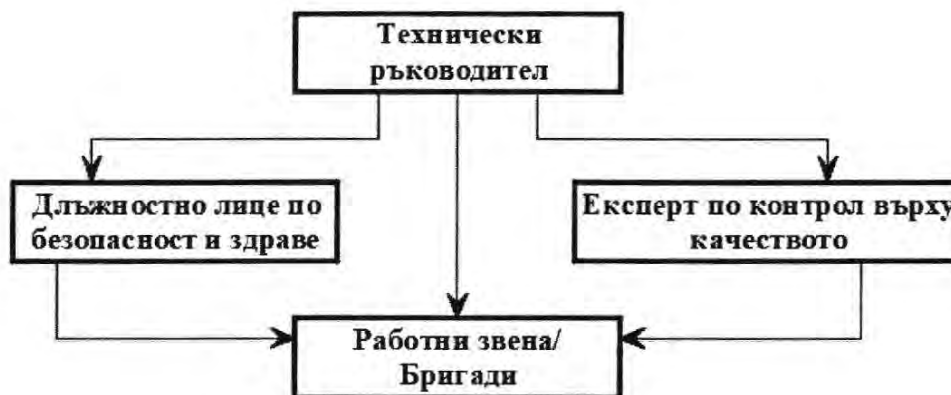 Технически
ръководител
Длъжностно лице по
безопасност и здраве
Експерт по контрол върху
качеството
Работни звена/
Бригади